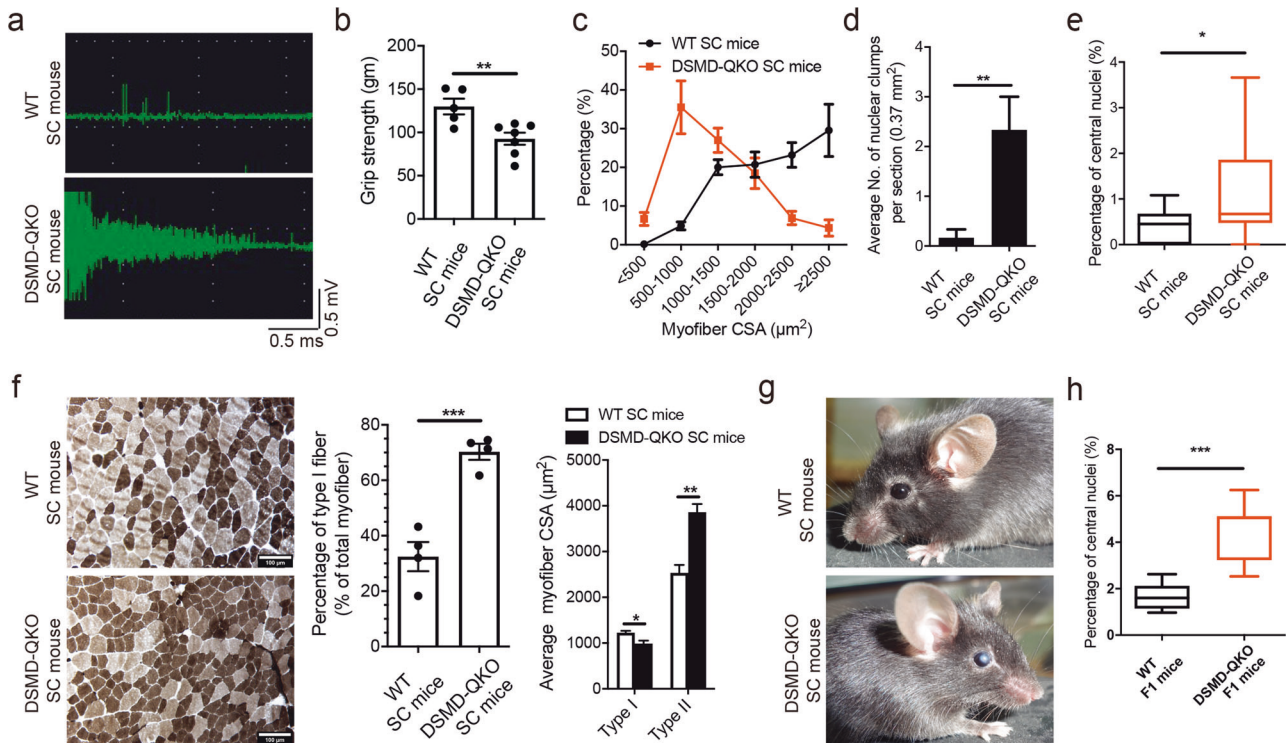 a
WT
SC mouse
DSMD-QKO
SC mouse
0.5 mV
0.5 ms
b
Grip strength (gm)
200
150
100
50
0
**
WT
SC mice
DSMD-QKO
SC mice
c
WT SC mice
DSMD-QKO SC mice
Percentage (%)
50
40
30
20
10
0
<500
500-1000
1000-1500
1500-2000
2000-2500
≥2500
Myofiber CSA (µm²)
d
Average No. of nuclear clumps
per section (0.37 mm²)
4
3
2
1
0
**
WT
SC mice
DSMD-QKO
SC mice
e
Percentage of central nuclei (%)
4
3
2
1
0
*
WT
SC mice
DSMD-QKO
SC mice
f
WT
SC mouse
100 µm
DSMD-QKO
SC mouse
100 µm
Percentage of type I fiber
(% of total myofiber)
80
60
40
20
0
***
WT
SC mice
DSMD-QKO
SC mice
WT SC mice
DSMD-QKO SC mice
Average myofiber CSA (µm²)
5000
4000
3000
2000
1000
0
*
**
Type I
Type II
g
WT
SC mouse
DSMD-QKO
SC mouse
h
Percentage of central nuclei (%)
8
6
4
2
0
***
WT
F1 mice
DSMD-QKO
F1 mice